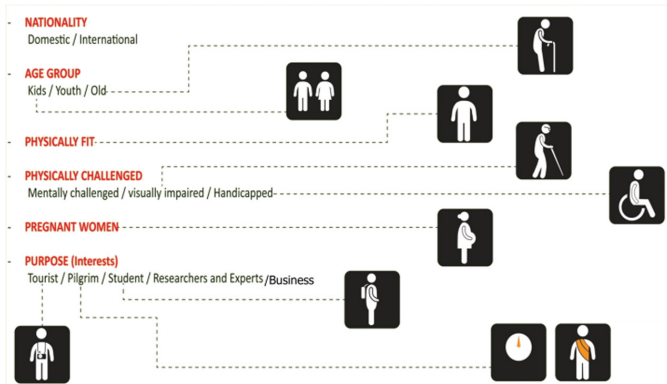 - NATIONALITY
Domestic / International
- AGE GROUP
Kids / Youth / Old
- PHYSICALLY FIT
- PHYSICALLY CHALLENGED
Mentally challenged / visually impaired / Handicapped
- PREGNANT WOMEN
- PURPOSE (Interests)
Tourist / Pilgrim / Student / Researchers and Experts /Business